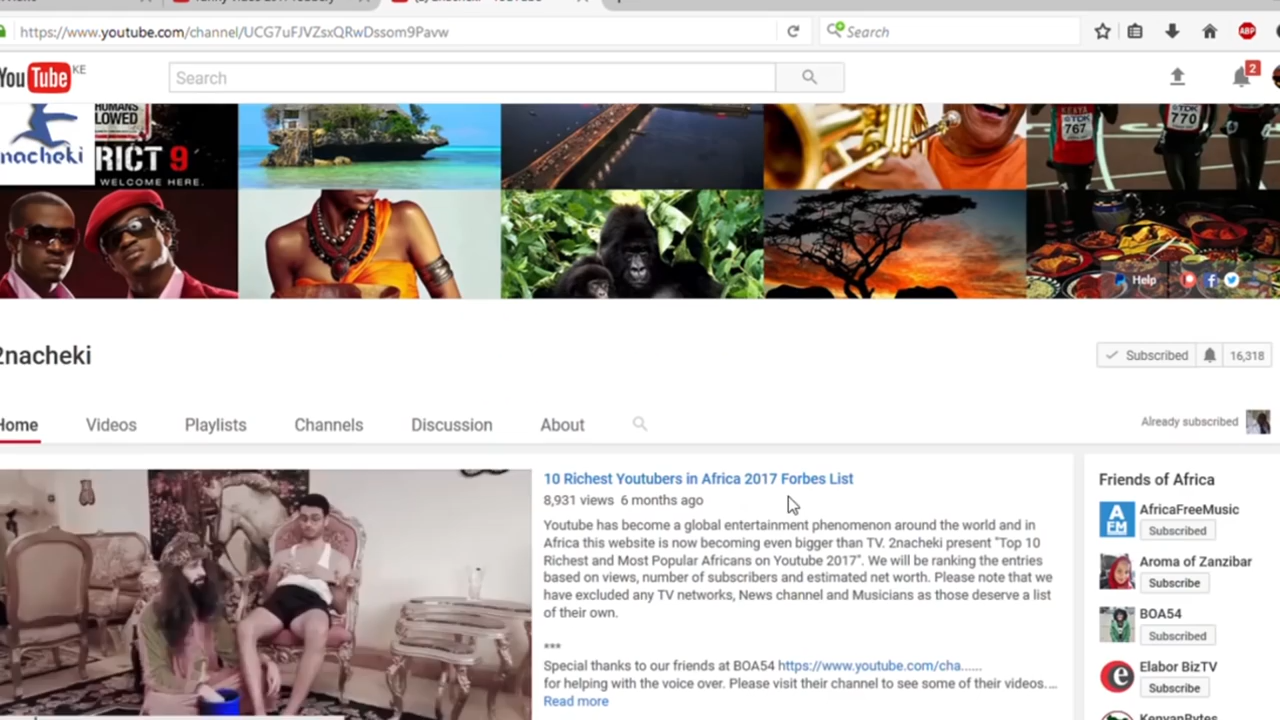 https://www.youtube.com/channel/UCG7uFJVZsxQRwDssom9Pavw
Search
ABP
YouTube KE
Search
2
nacheki
HUMANS
LOWED
RICT 9
WELCOME HERE.
TDK
767
TDK
770
Help
2nacheki
Subscribed
16,318
Home
Videos
Playlists
Channels
Discussion
About
Already subscribed
10 Richest Youtubers in Africa 2017 Forbes List
8,931 views 6 months ago
Youtube has become a global entertainment phenomenon around the world and in
Africa this website is now becoming even bigger than TV. 2nacheki present "Top 10
Richest and Most Popular Africans on Youtube 2017". We will be ranking the entries
based on views, number of subscribers and estimated net worth. Please note that we
have excluded any TV networks, News channel and Musicians as those deserve a list
of their own.
***
Special thanks to our friends at BOA54 https://www.youtube.com/cha......
for helping with the voice over. Please visit their channel to see some of their videos....
Read more
Friends of Africa
A
FM
AfricaFreeMusic
Subscribed
Aroma of Zanzibar
Subscribe
BOA54
Subscribed
e
Elabor BizTV
Subscribe
KenyanBytes